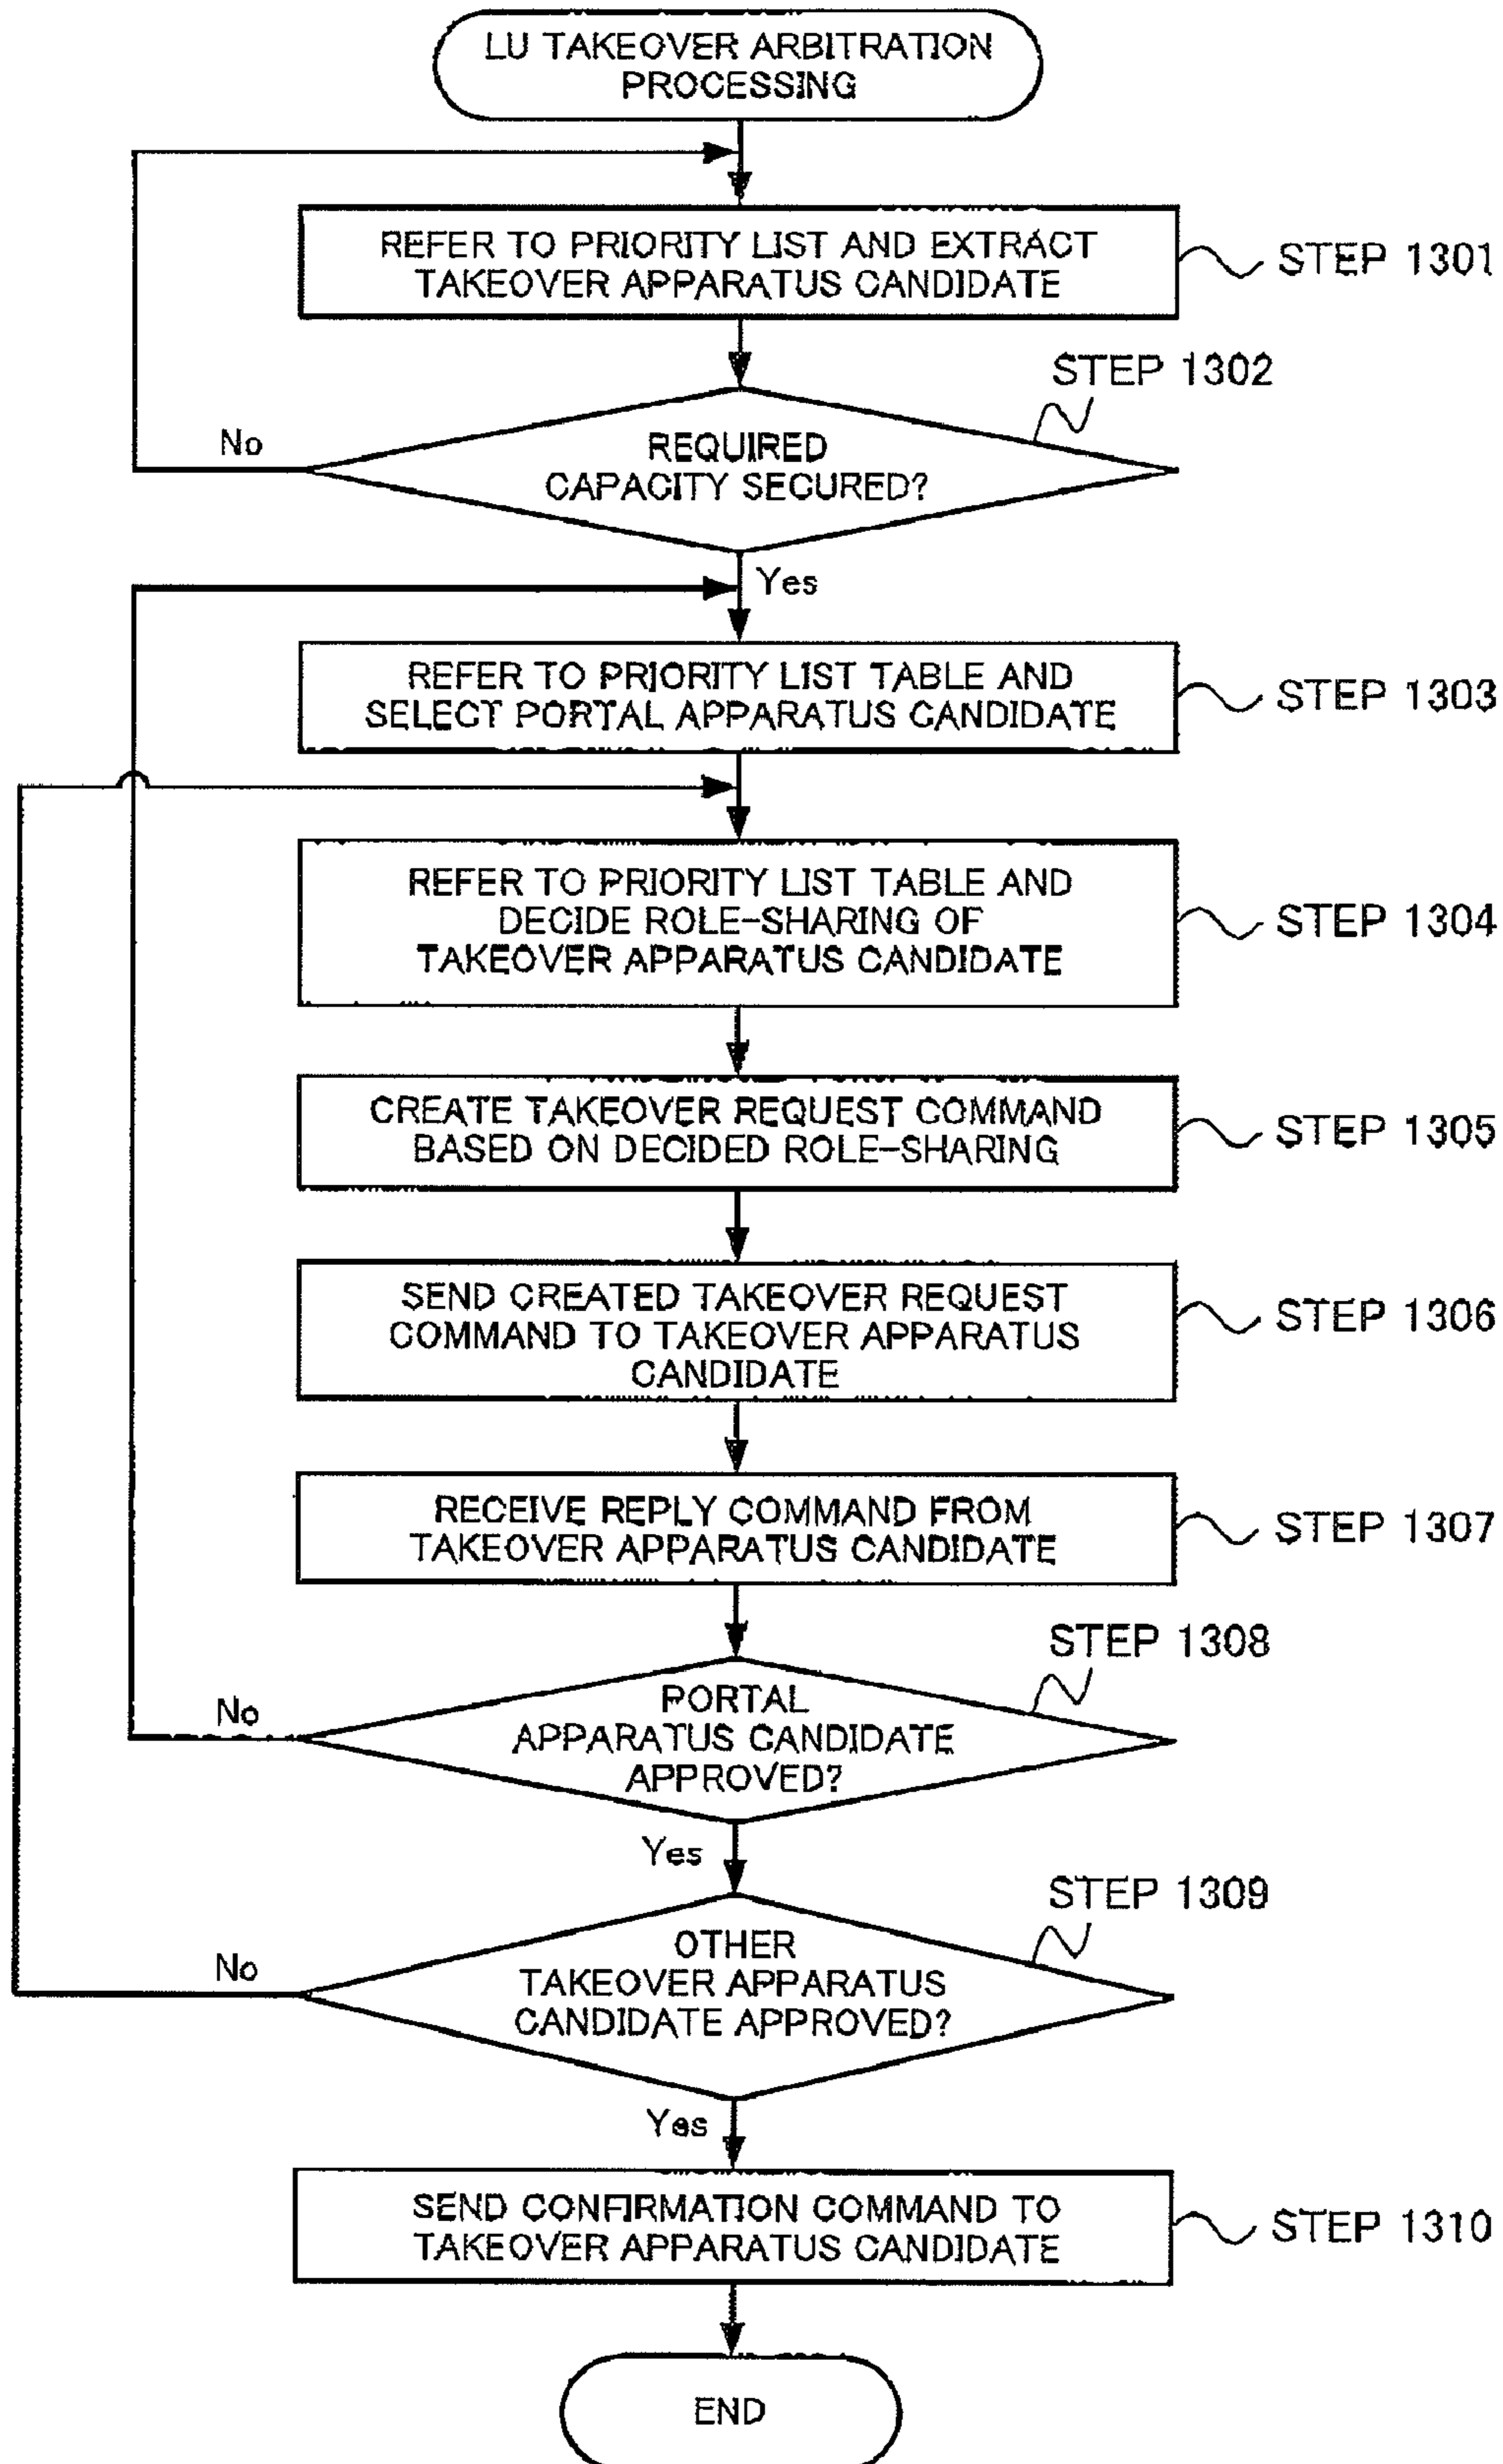 LU TAKEOVER ARBITRATION
PROCESSING
REFER TO PRIORITY LIST AND EXTRACT
TAKEOVER APPARATUS CANDIDATE
STEP 1301
STEP 1302
REQUIRED
CAPACITY SECURED?
No
Yes
REFER TO PRIORITY LIST TABLE AND
SELECT PORTAL APPARATUS CANDIDATE
STEP 1303
REFER TO PRIORITY LIST TABLE AND
DECIDE ROLE-SHARING OF
TAKEOVER APPARATUS CANDIDATE
STEP 1304
CREATE TAKEOVER REQUEST COMMAND
BASED ON DECIDED ROLE-SHARING
STEP 1305
SEND CREATED TAKEOVER REQUEST
COMMAND TO TAKEOVER APPARATUS
CANDIDATE
STEP 1306
RECEIVE REPLY COMMAND FROM
TAKEOVER APPARATUS CANDIDATE
STEP 1307
STEP 1308
PORTAL
APPARATUS CANDIDATE
APPROVED?
No
Yes
STEP 1309
OTHER
TAKEOVER APPARATUS
CANDIDATE APPROVED?
No
Yes
SEND CONFIRMATION COMMAND TO
TAKEOVER APPARATUS CANDIDATE
STEP 1310
END